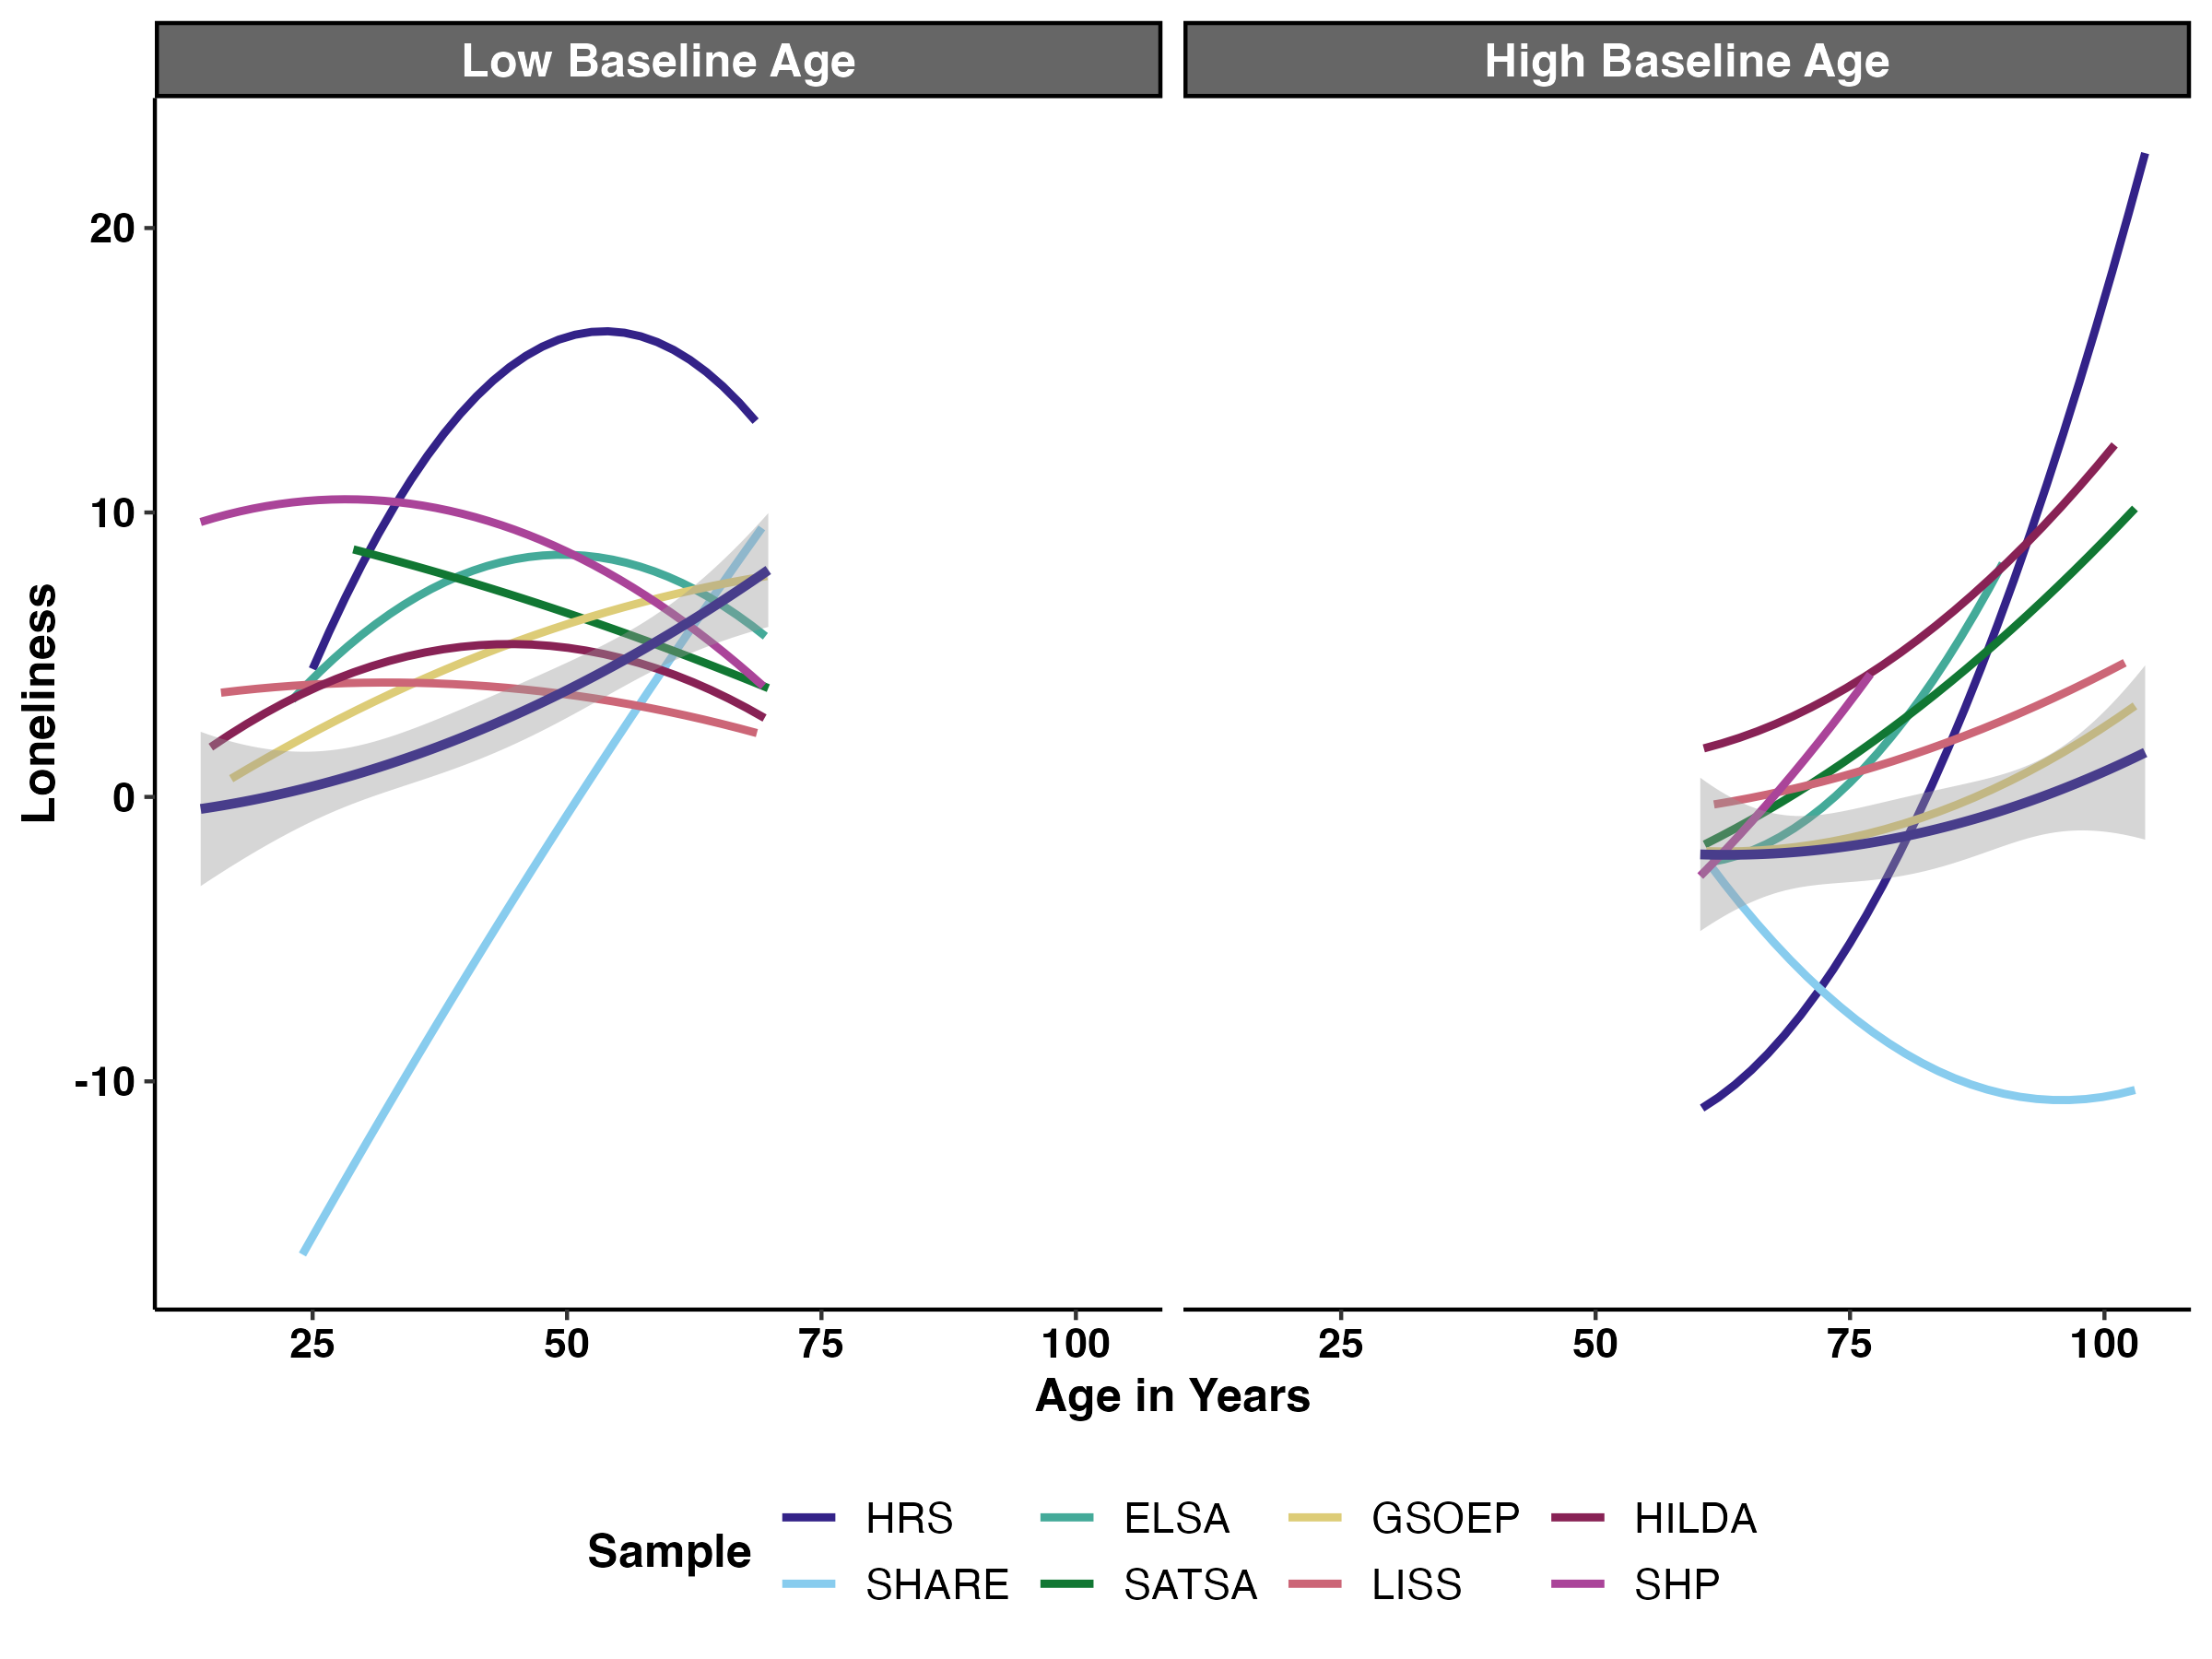 Low Baseline Age
High Baseline Age
Loneliness
20
10
0
-10
25 50 75 100
25 50 75 100
Age in Years
Sample
HRS ELSA GSOEP HILDA
SHARE SATSA LISS SHP